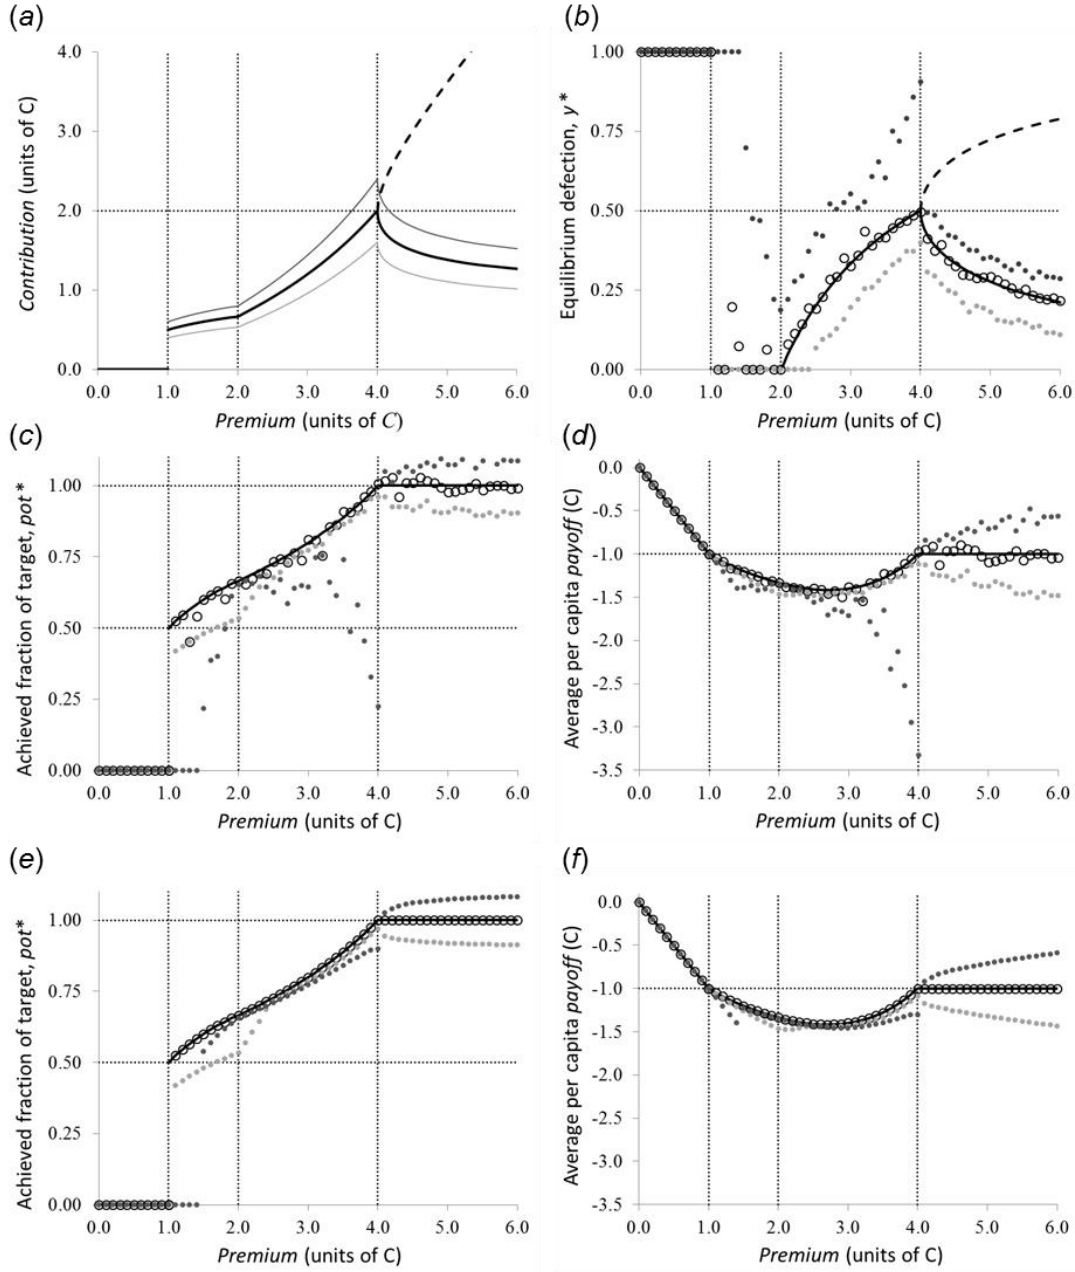 (a)
4.0
3.0
2.0
1.0
0.0
Contribution (units of C)
0.0 1.0 2.0 3.0 4.0 5.0 6.0
Premium (units of C)
(b)
1.00
0.75
0.50
0.25
0.00
Equilibrium defection, y*
0.0 1.0 2.0 3.0 4.0 5.0 6.0
Premium (units of C)
(c)
1.00
0.75
0.50
0.25
0.00
Achieved fraction of target, pot*
0.0 1.0 2.0 3.0 4.0 5.0 6.0
Premium (units of C)
(d)
0.0
-0.5
-1.0
-1.5
-2.0
-2.5
-3.0
-3.5
Average per capita payoff (C)
0.0 1.0 2.0 3.0 4.0 5.0 6.0
Premium (units of C)
(e)
1.00
0.75
0.50
0.25
0.00
Achieved fraction of target, pot*
0.0 1.0 2.0 3.0 4.0 5.0 6.0
Premium (units of C)
(f)
0.0
-0.5
-1.0
-1.5
-2.0
-2.5
-3.0
-3.5
Average per capita payoff (C)
0.0 1.0 2.0 3.0 4.0 5.0 6.0
Premium (units of C)